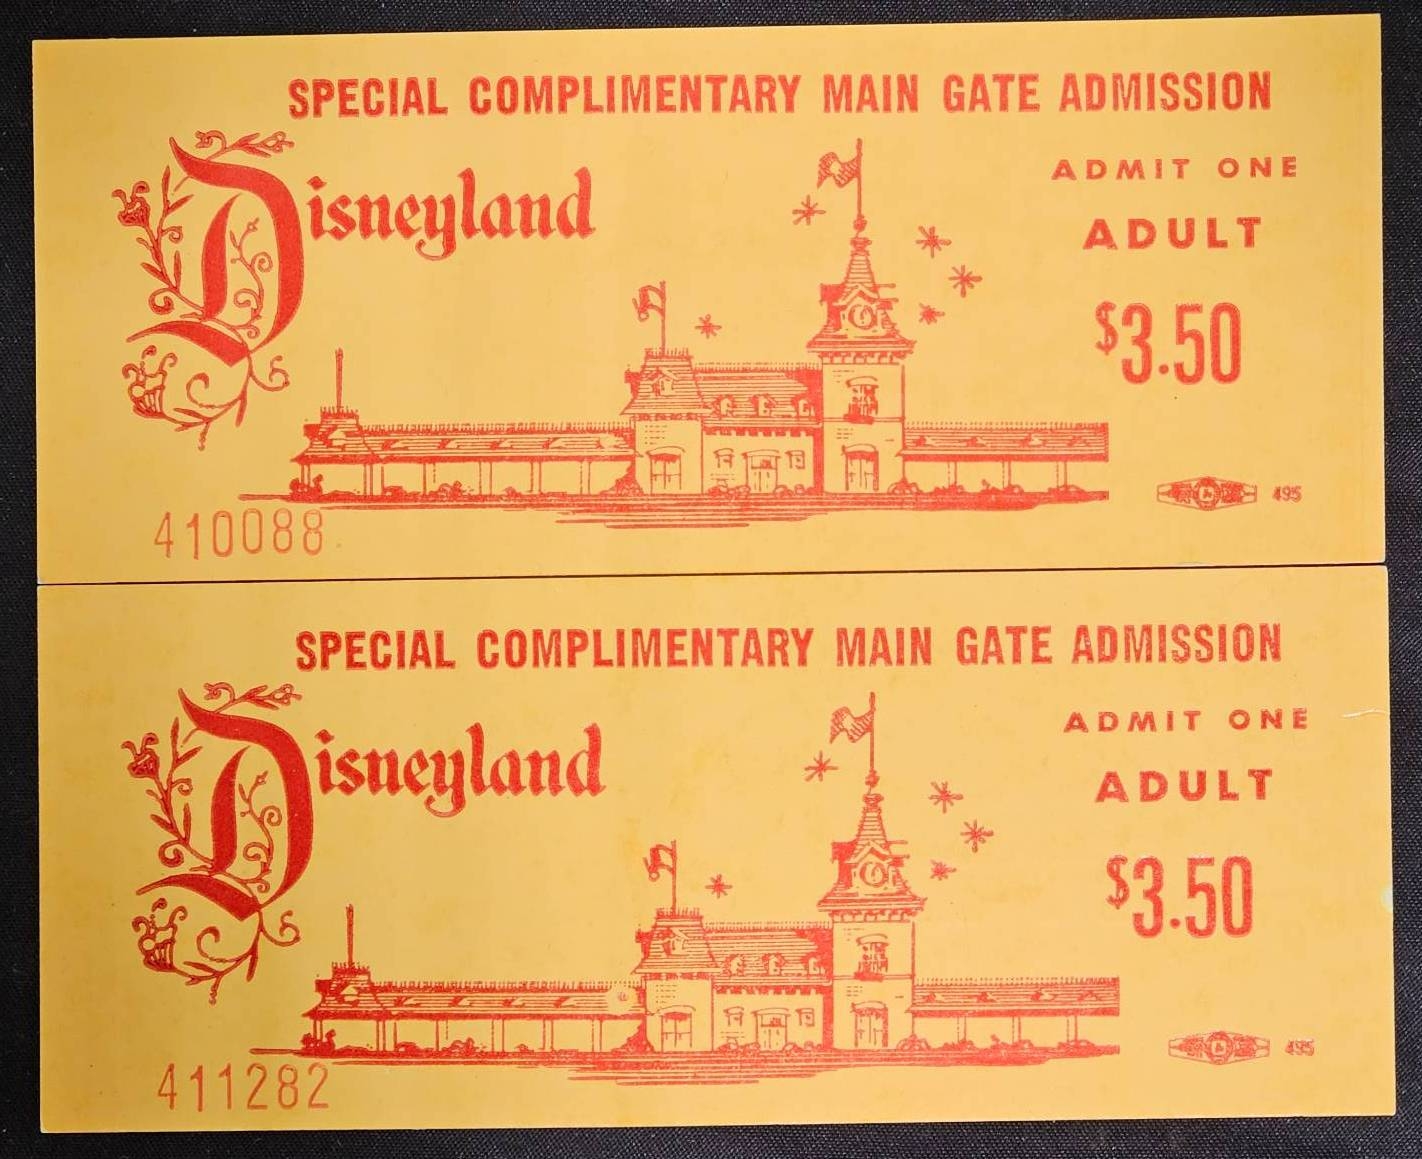 SPECIAL COMPLIMENTARY MAIN GATE ADMISSION
Disneyland
ADMIT ONE
ADULT
$3.50
495
410088
SPECIAL COMPLIMENTARY MAIN GATE ADMISSION
Disneyland
ADMIT ONE
ADULT
$3.50
495
411282